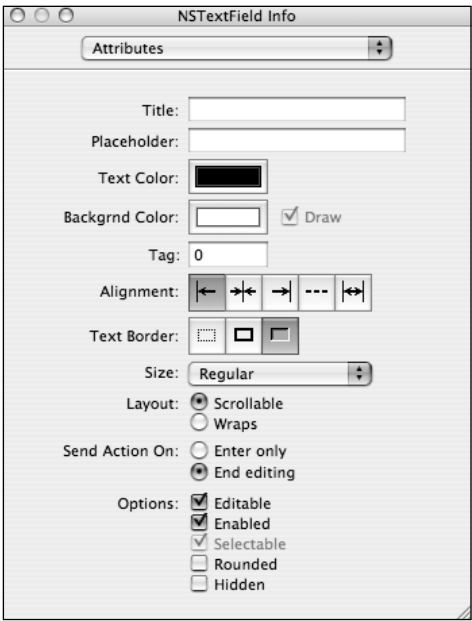 NSTextField Info
Attributes
Title:
Placeholder:
Text Color:
Backgrnd Color: Draw
Tag: 0
Alignment:
Text Border:
Size: Regular
Layout: Scrollable
Wraps
Send Action On: Enter only
End editing
Options: Editable
Enabled
Selectable
Rounded
Hidden